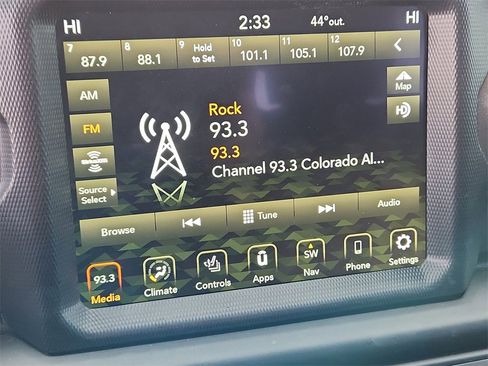 HI 2:33 44°out. HI
7 87.9 8 88.1 9 Hold to Set 10 101.1 11 105.1 12 107.9
AM
Map
Rock
FM
93.3
HD
93.3
SiriusXM
Channel 93.3 Colorado Al...
Source
Select
Browse Tune Audio
93.3 SW
Media Climate Controls Apps Nav Phone Settings